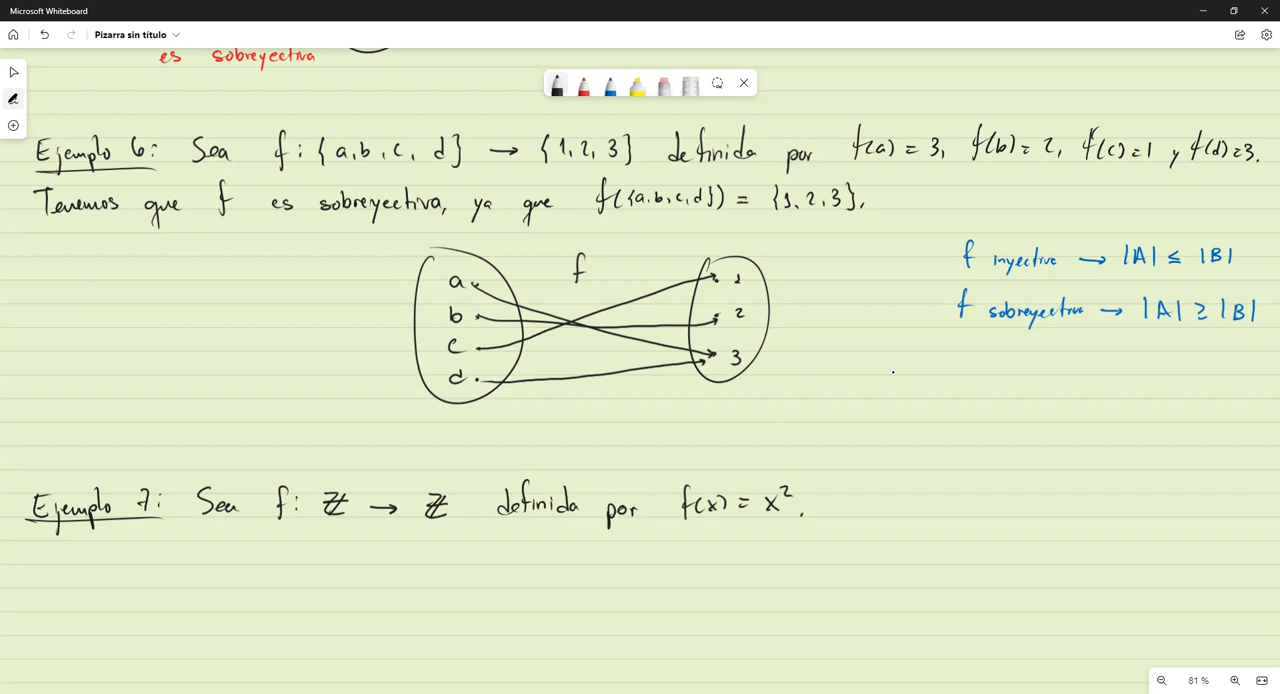 Microsoft Whiteboard
Pizarra sin título
es sobreyectiva
Ejemplo 6: Sea f: {a, b, c, d} → {1, 2, 3} definida por f(a) = 3, f(b) = 2, f(c) = 1 y f(d) = 3.
Tenemos que f es sobreyectiva, ya que f({a, b, c, d}) = {1, 2, 3}.
f
a 1
b 2
c 3
d
f inyectiva → |A| ≤ |B|
f sobreyectiva → |A| ≥ |B|
Ejemplo 7: Sea f: ℤ → ℤ definida por f(x) = x².
81 %